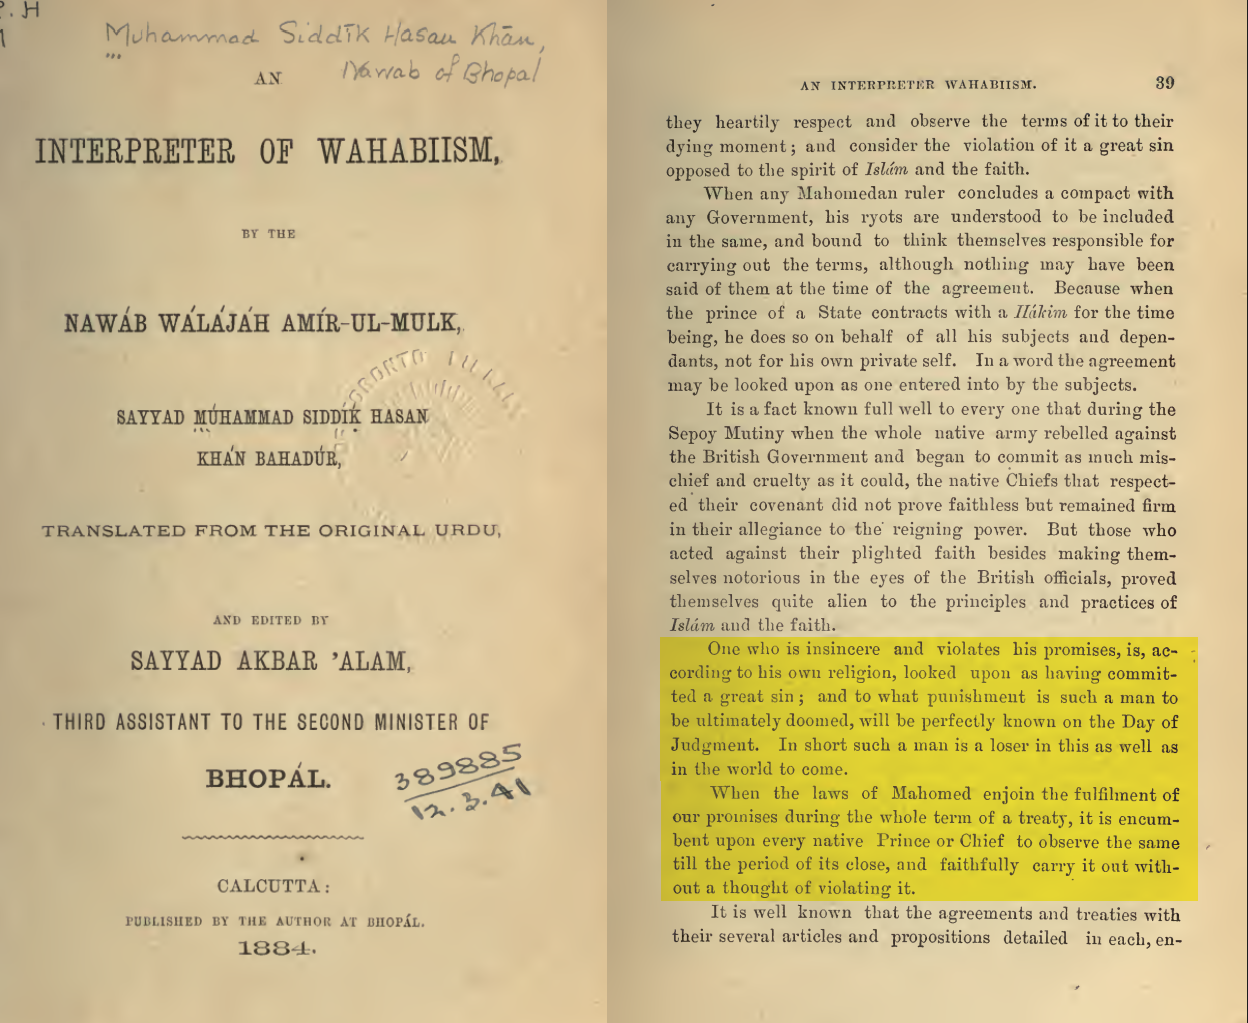 P. H
Muhammad Siddīk Hasan Khān,
Nawab of Bhopal
AN
INTERPRETER OF WAHABIISM,
BY THE
NAWÁB WÁLÁJÁH AMÍR-UL-MULK,
SAYYAD MÚHAMMAD SIDDÍK HASAN
KHÁN BAHADÚR,
TRANSLATED FROM THE ORIGINAL URDU,
AND EDITED BY
SAYYAD AKBAR 'ALAM,
THIRD ASSISTANT TO THE SECOND MINISTER OF
BHOPÁL.
389885
12.3.41
CALCUTTA:
PUBLISHED BY THE AUTHOR AT BHOPÁL.
1884.
AN INTERPRETER WAHABIISM. 39
they heartily respect and observe the terms of it to their
dying moment; and consider the violation of it a great sin
opposed to the spirit of Islám and the faith.
When any Mahomedan ruler concludes a compact with
any Government, his ryots are understood to be included
in the same, and bound to think themselves responsible for
carrying out the terms, although nothing may have been
said of them at the time of the agreement. Because when
the prince of a State contracts with a Hákim for the time
being, he does so on behalf of all his subjects and depen-
dants, not for his own private self. In a word the agreement
may be looked upon as one entered into by the subjects.
It is a fact known full well to every one that during the
Sepoy Mutiny when the whole native army rebelled against
the British Government and began to commit as much mis-
chief and cruelty as it could, the native Chiefs that respect-
ed their covenant did not prove faithless but remained firm
in their allegiance to the reigning power. But those who
acted against their plighted faith besides making them-
selves notorious in the eyes of the British officials, proved
themselves quite alien to the principles and practices of
Islám and the faith.
One who is insincere and violates his promises, is, ac-
cording to his own religion, looked upon as having commit-
ted a great sin; and to what punishment is such a man to
be ultimately doomed, will be perfectly known on the Day of
Judgment. In short such a man is a loser in this as well as
in the world to come.
When the laws of Mahomed enjoin the fulfilment of
our promises during the whole term of a treaty, it is encum-
bent upon every native Prince or Chief to observe the same
till the period of its close, and faithfully carry it out with-
out a thought of violating it.
It is well known that the agreements and treaties with
their several articles and propositions detailed in each, en-